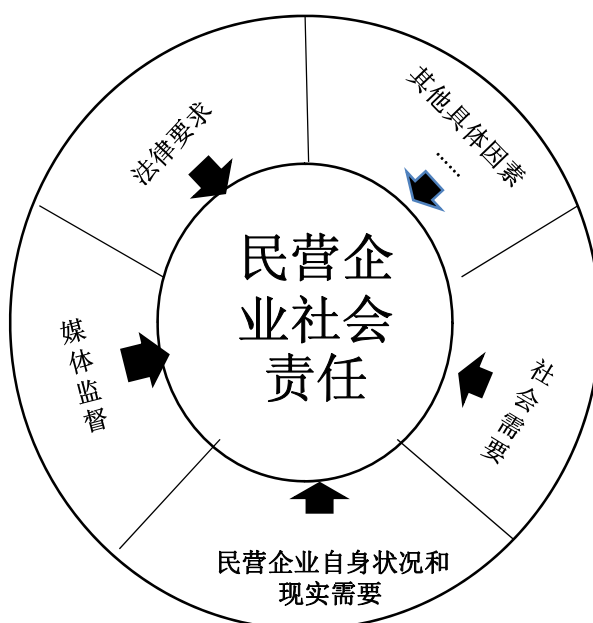 其他具体因素
……
法律要求
民营企
业社会
责任
媒体监督
社会需要
民营企业自身状况和
现实需要